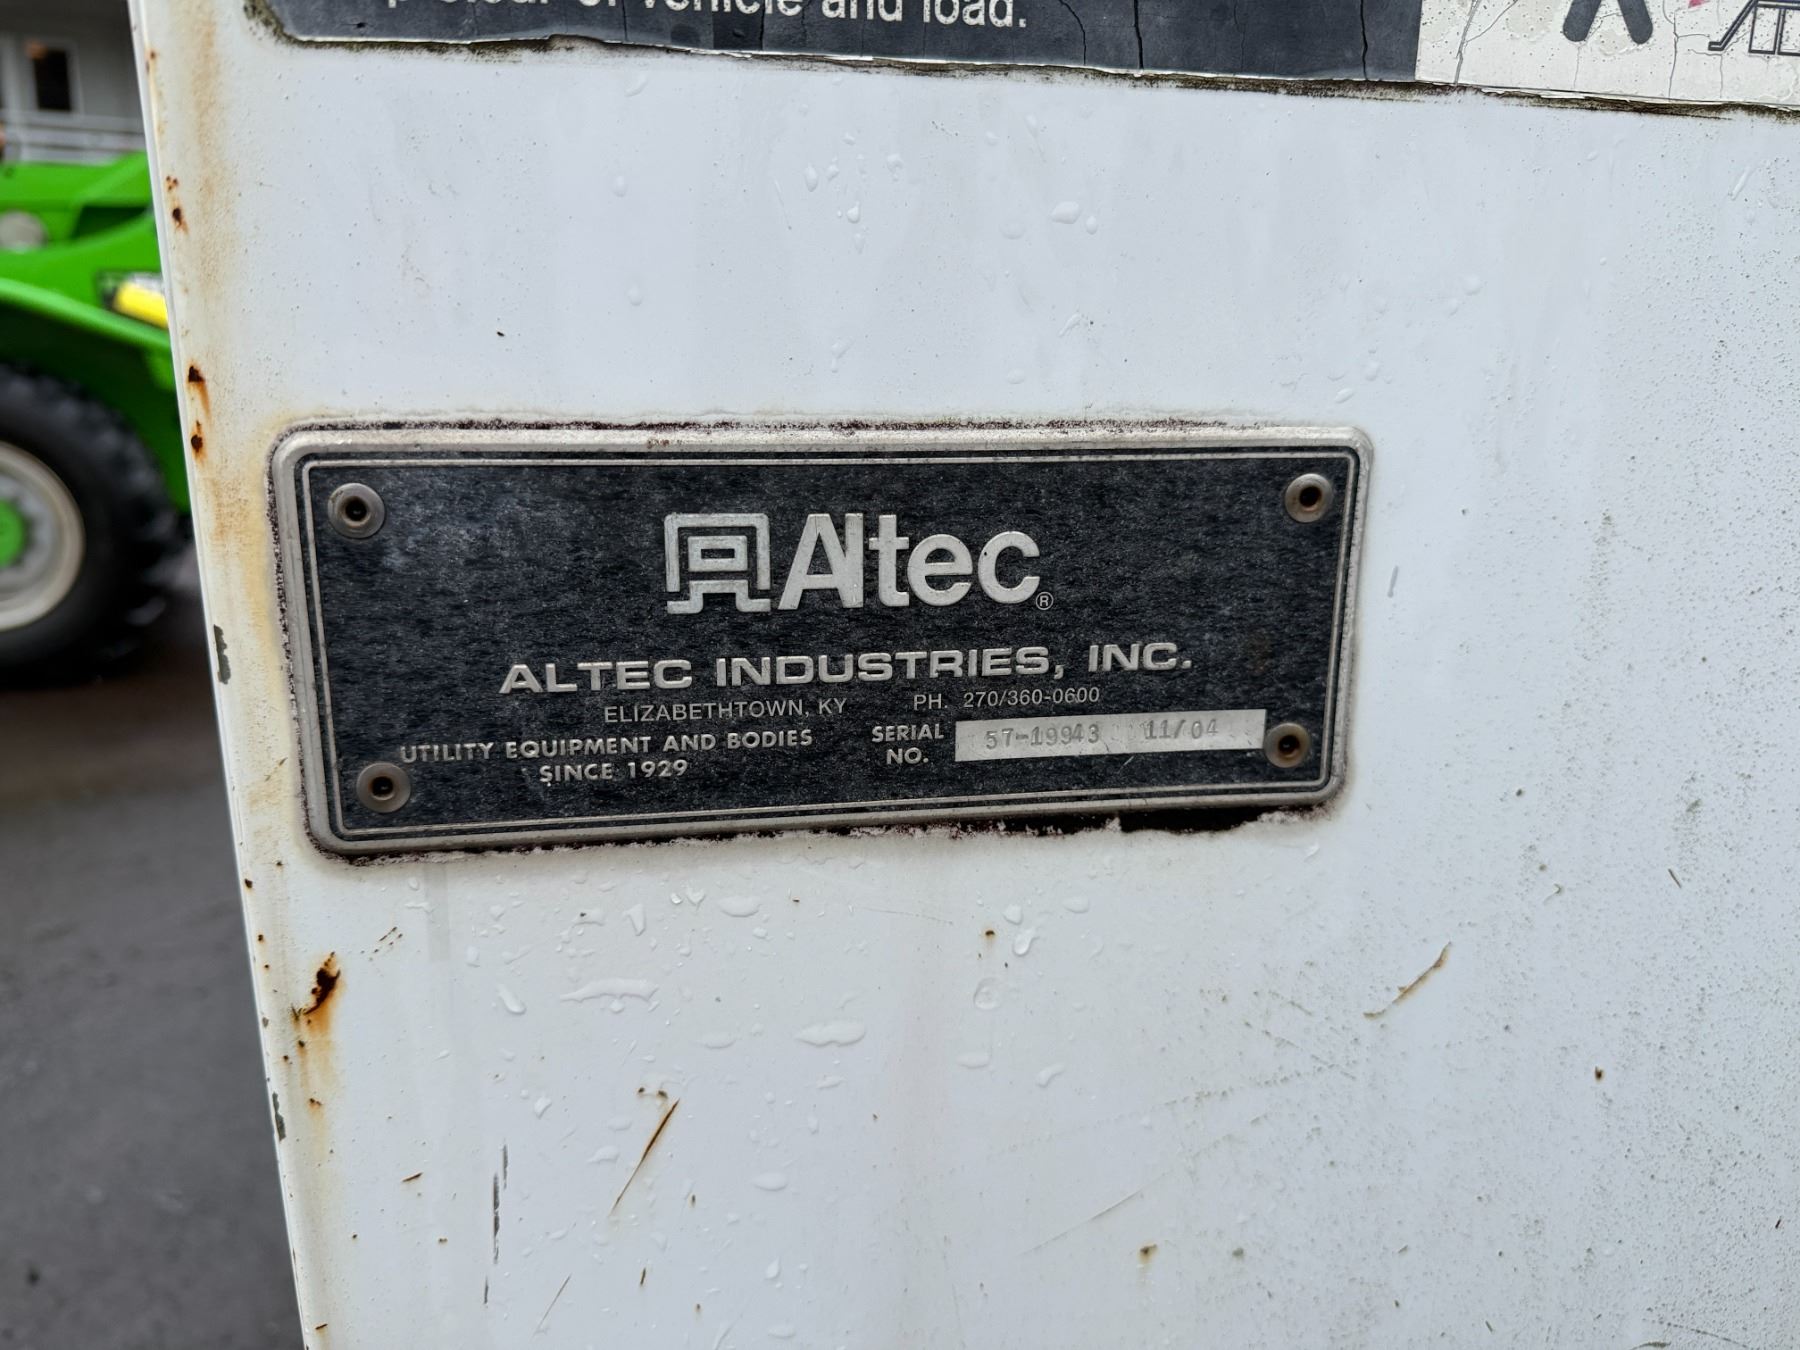 of vehicle and load.
Altec®
ALTEC INDUSTRIES, INC.
ELIZABETHTOWN, KY PH. 270/360-0600
UTILITY EQUIPMENT AND BODIES
SINCE 1929
SERIAL
NO. 57-19943 11/04